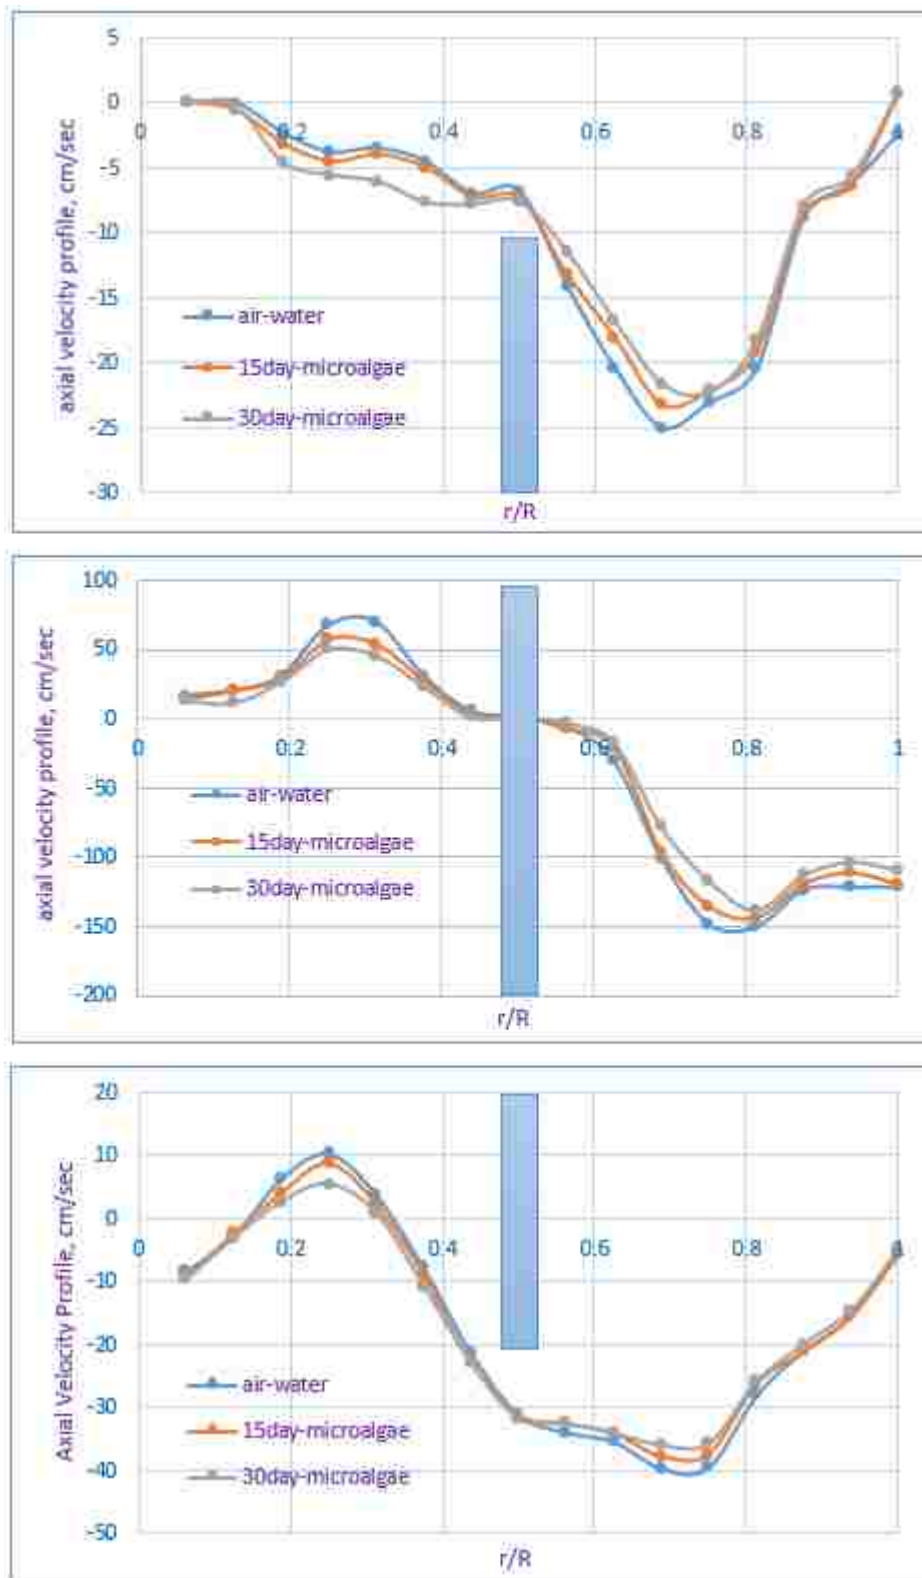 5
0
0
0.2
0.4
0.6
0.8
1
-5
-10
-15
-20
-25
-30
axial velocity profile, cm/sec
air-water
15day-microalgae
30day-microalgae
r/R
100
50
0
0
0.2
0.4
0.6
0.8
1
-50
-100
-150
-200
axial velocity profile, cm/sec
air-water
15day-microalgae
30day-microalgae
r/R
20
10
0
0
0.2
0.4
0.6
0.8
1
-10
-20
-30
-40
-50
Axial Velocity Profile, cm/sec
air-water
15day-microalgae
30day-microalgae
r/R